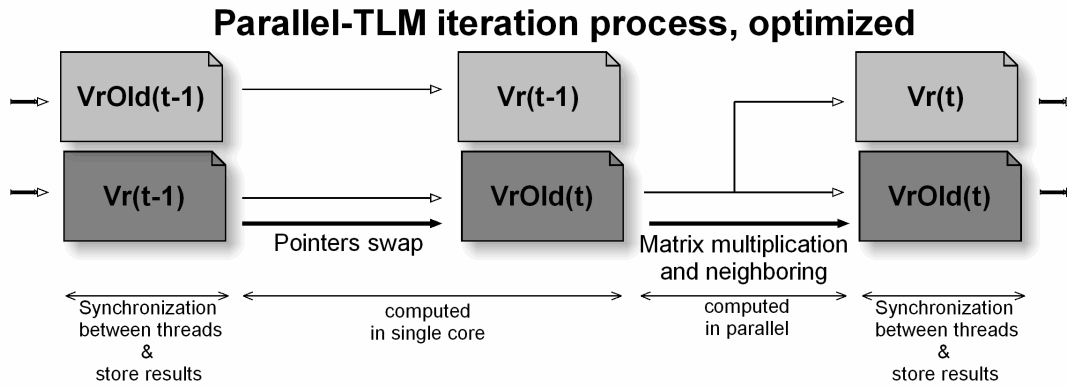 Parallel-TLM iteration process, optimized
VrOld(t-1)
Vr(t-1)
Vr(t)
Vr(t-1)
VrOld(t)
VrOld(t)
Pointers swap
Matrix multiplication
and neighboring
Synchronization
between threads
&
store results
computed
in single core
computed
in parallel
Synchronization
between threads
&
store results